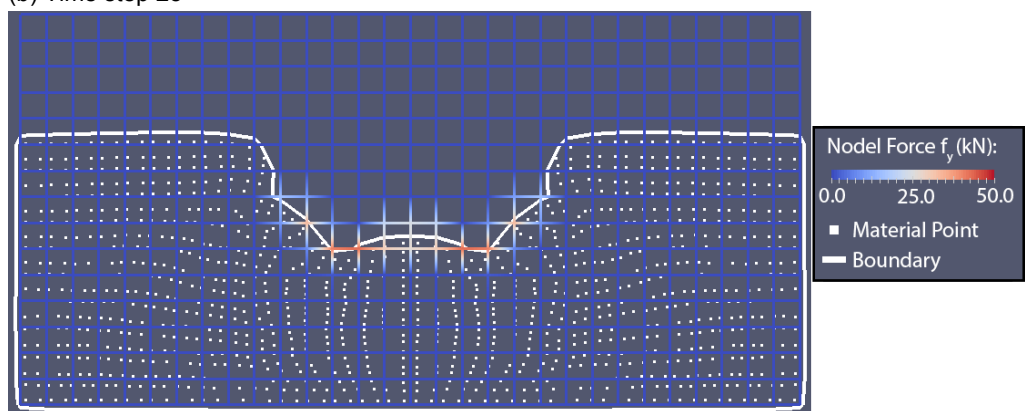 (b) Time step 20
Nodel Force f_y(kN):
0.0 25.0 50.0
Material Point
Boundary